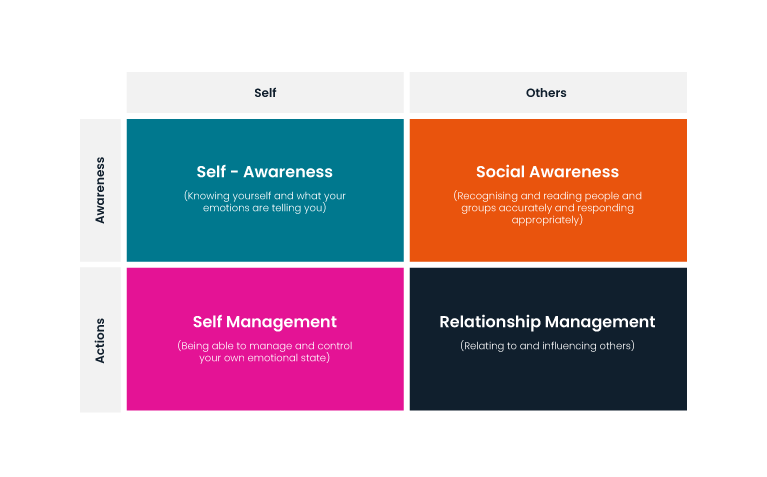 Self
Others
Awareness
Self - Awareness
(Knowing yourself and what your
emotions are telling you)
Social Awareness
(Recognising and reading people and
groups accurately and responding
appropriately)
Actions
Self Management
(Being able to manage and control
your own emotional state)
Relationship Management
(Relating to and influencing others)